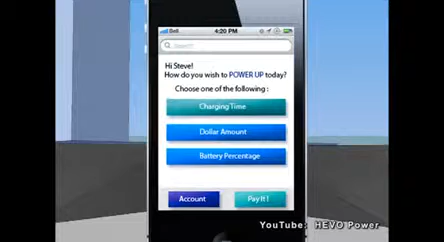 Bell
4:20 PM
Search
Hi Steve!
How do you wish to POWER UP today?
Choose one of the following :
Charging Time
Dollar Amount
Battery Percentage
Account
Pay It !
YouTube: HEVO Power